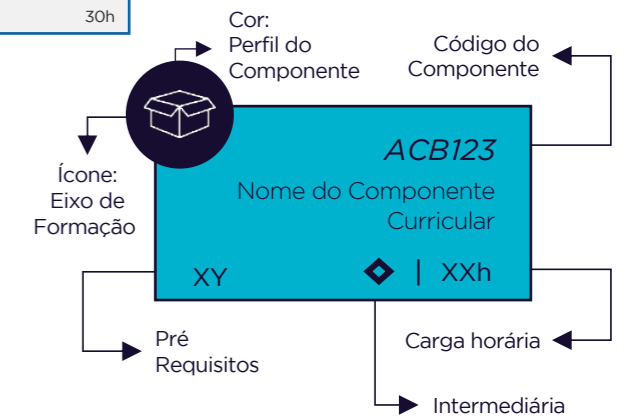 30h
Cor:
Perfil do
Componente
Código do
Componente
Ícone:
Eixo de
Formação
ACB123
Nome do Componente
Curricular
XY
| XXh
Pré
Requisitos
Carga horária
Intermediária